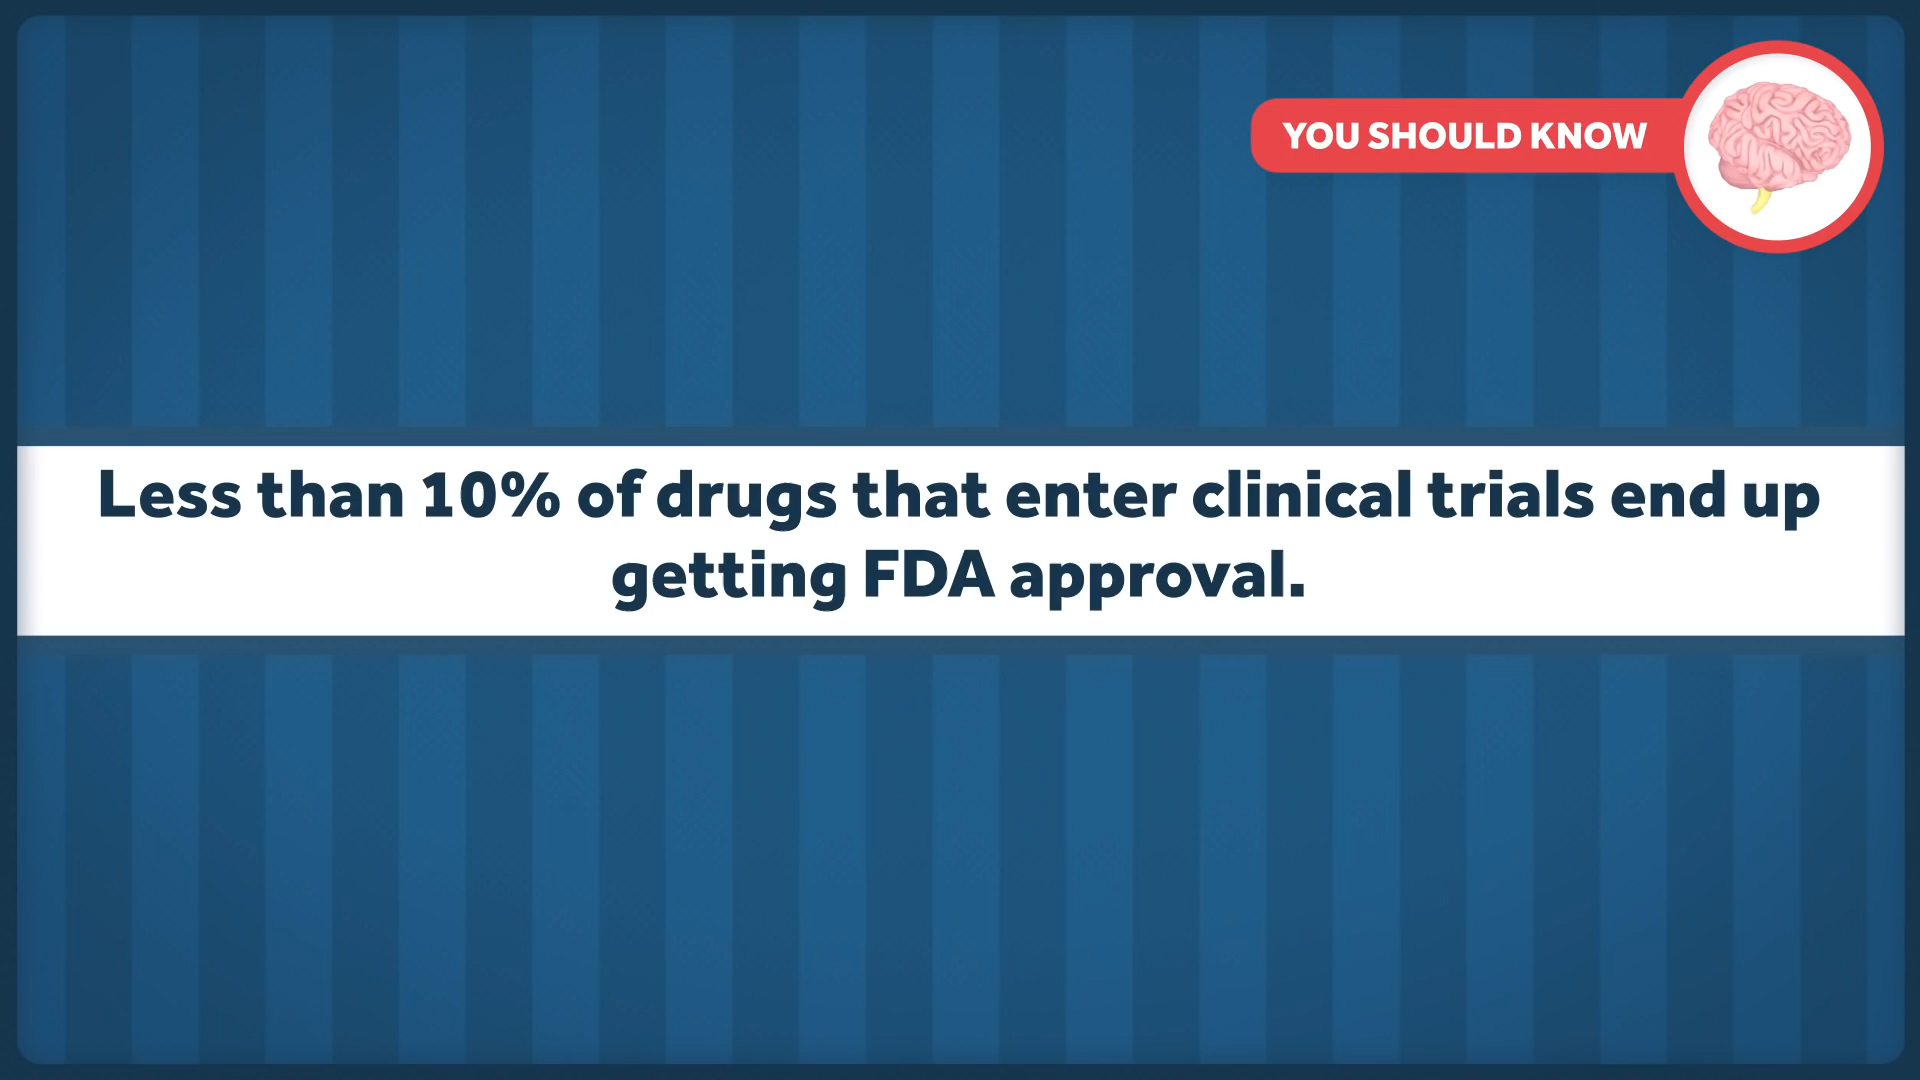 YOU SHOULD KNOW
Less than 10% of drugs that enter clinical trials end up
getting FDA approval.